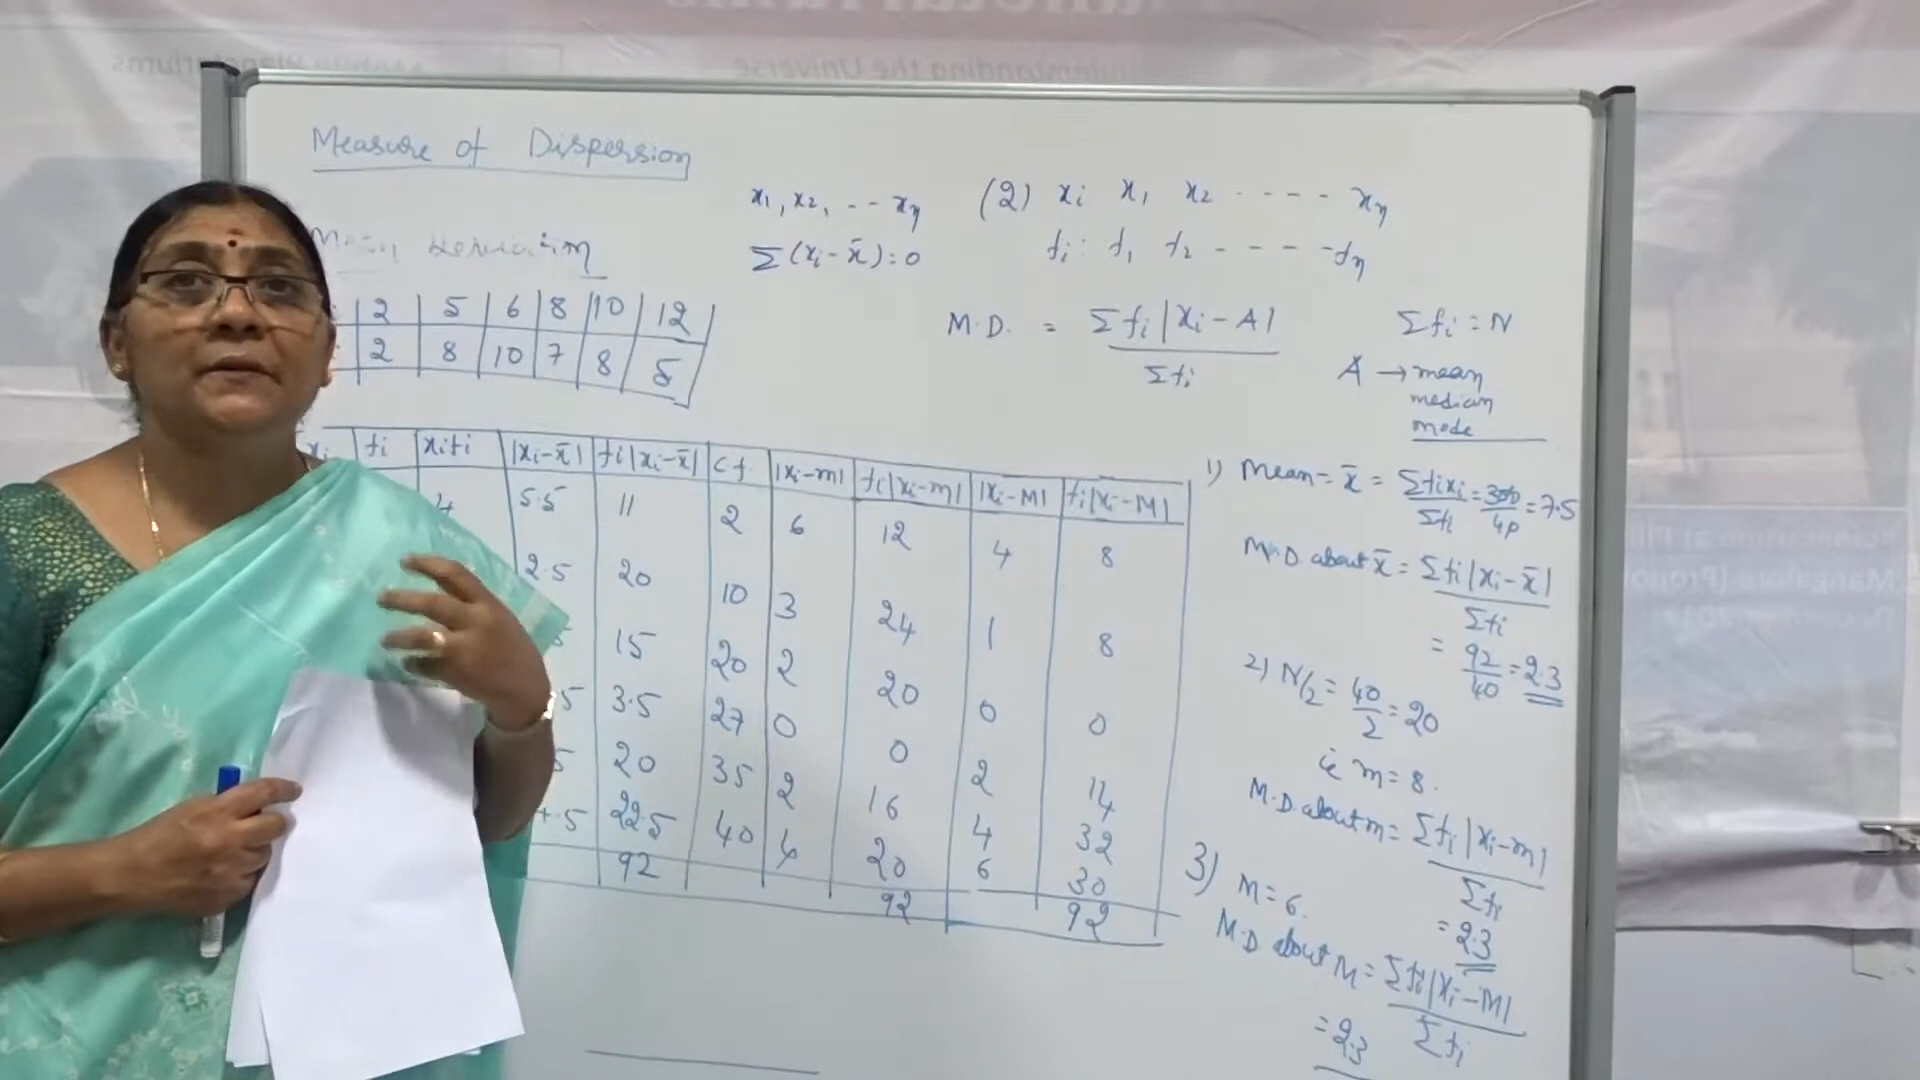 Measure of Dispersion
Mean Deviation
2 5 6 8 10 12
2 8 10 7 8 5
x₁, x₂, -- xₙ
Σ(xᵢ-x̄) = 0
(2) xᵢ x₁ x₂ ----- xₙ
fᵢ: f₁ f₂ ---- fₙ
M.D. = Σfᵢ|xᵢ-A| / Σfᵢ
Σfᵢ = N
A → mean
median
mode
xᵢ fᵢ xᵢfᵢ |xᵢ-x̄| fᵢ|xᵢ-x̄| c.f. |xᵢ-m| fᵢ|xᵢ-m| |xᵢ-M| fᵢ|xᵢ-M|
4 5.5 11 2 6 12 4 8
2.5 20 10 3 24 1 8
15 20 2 20 0 0
3.5 27 0 0 2 14
20 35 2 16 4 32
22.5 40 4 20 6 30
92 92 92
1) Mean = x̄ = Σfᵢxᵢ / Σfᵢ = 300 / 40 = 7.5
M.D about x̄ = Σfᵢ|xᵢ-x̄| / Σfᵢ
= 92 / 40 = 2.3
2) N/2 = 40 / 2 = 20
ie m = 8.
M.D. about m = Σfᵢ|xᵢ-m| / Σfᵢ
= 2.3
3) M = 6.
M.D about M = Σfᵢ|xᵢ-M| / Σfᵢ
= 2.3